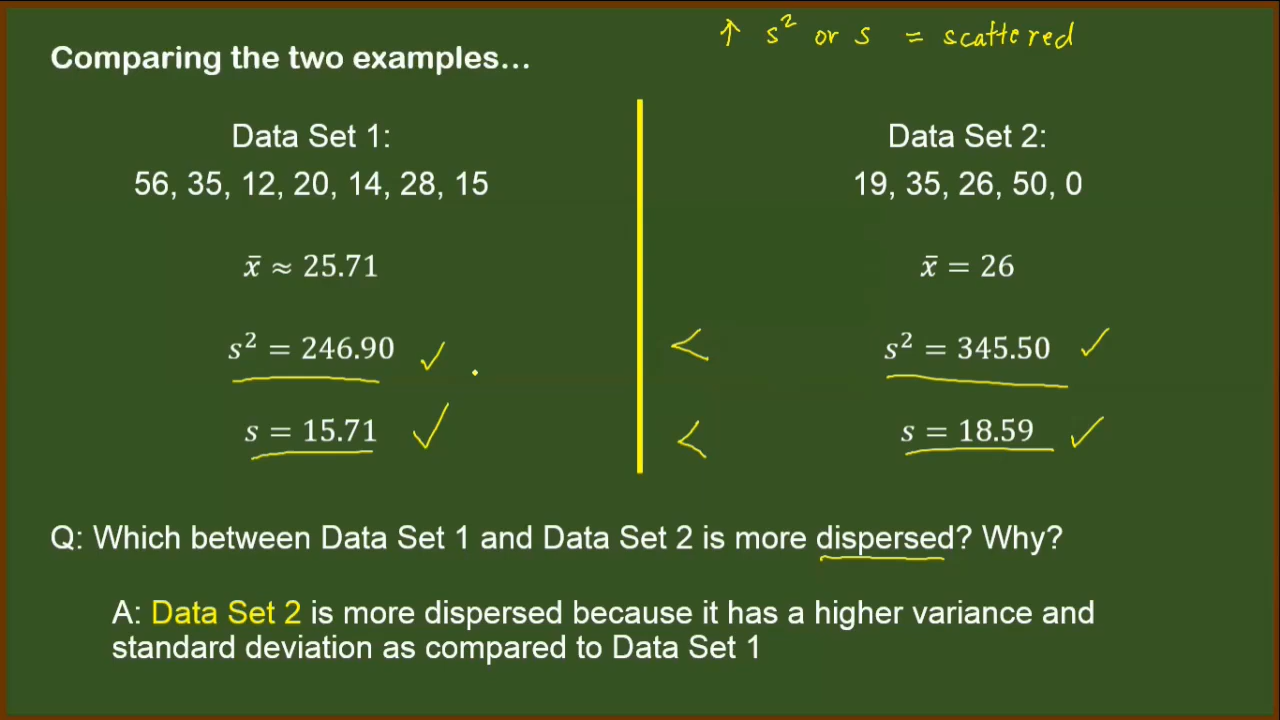 ↑ s² or s = scattered
Comparing the two examples…
Data Set 1:
56, 35, 12, 20, 14, 28, 15
x̄ ≈ 25.71
s² = 246.90 ✓
s = 15.71 ✓
<
<
Data Set 2:
19, 35, 26, 50, 0
x̄ = 26
s² = 345.50 ✓
s = 18.59 ✓
Q: Which between Data Set 1 and Data Set 2 is more dispersed? Why?
A: Data Set 2 is more dispersed because it has a higher variance and
standard deviation as compared to Data Set 1